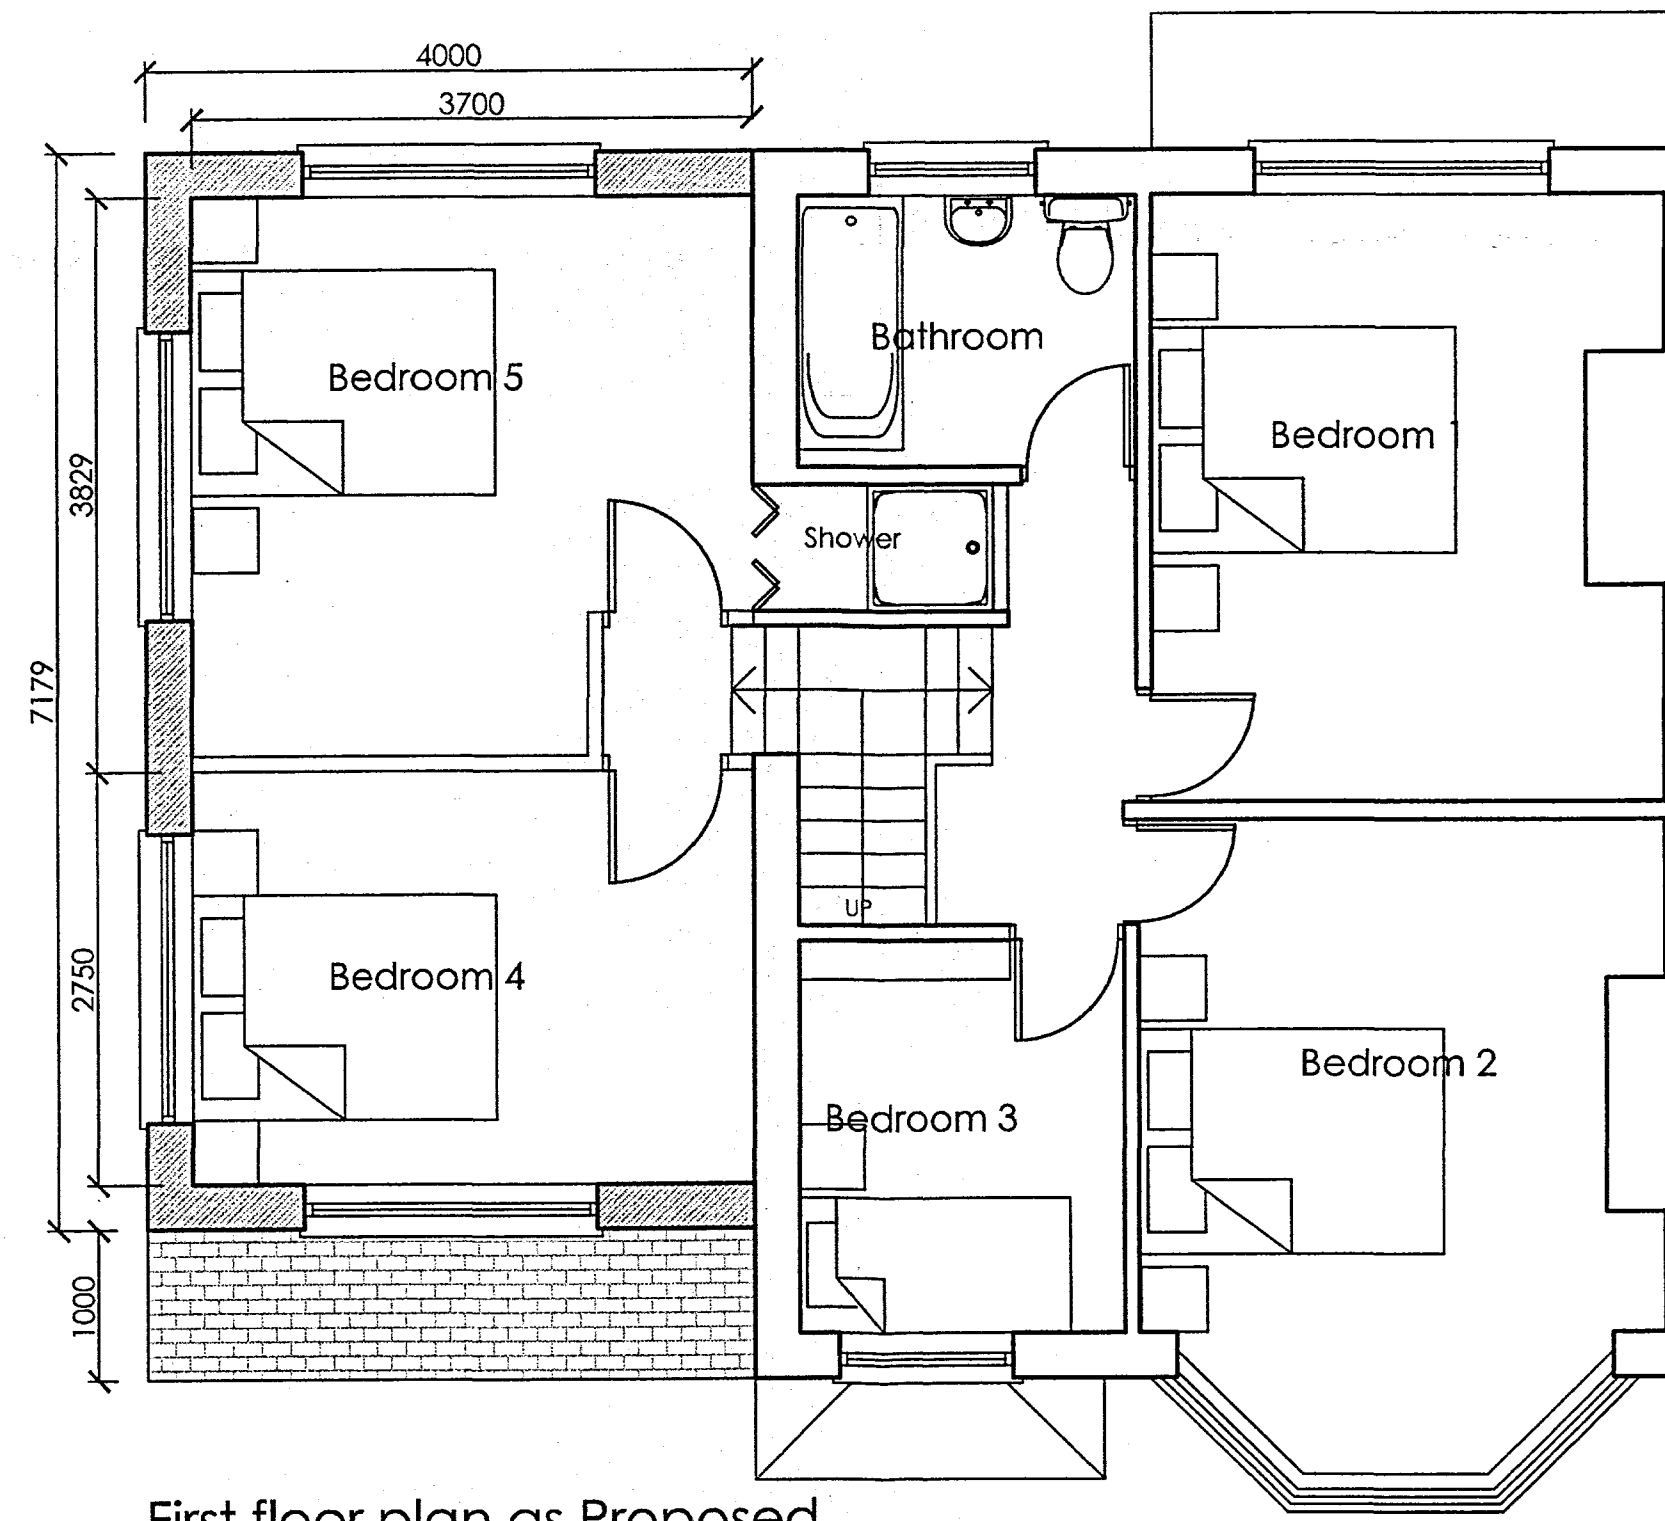 4000
3700
Bathroom
Bedroom 5
Bedroom
3829
Shower
7179
UP
2750
Bedroom 4
Bedroom 2
Bedroom 3
1000
First floor plan as Proposed